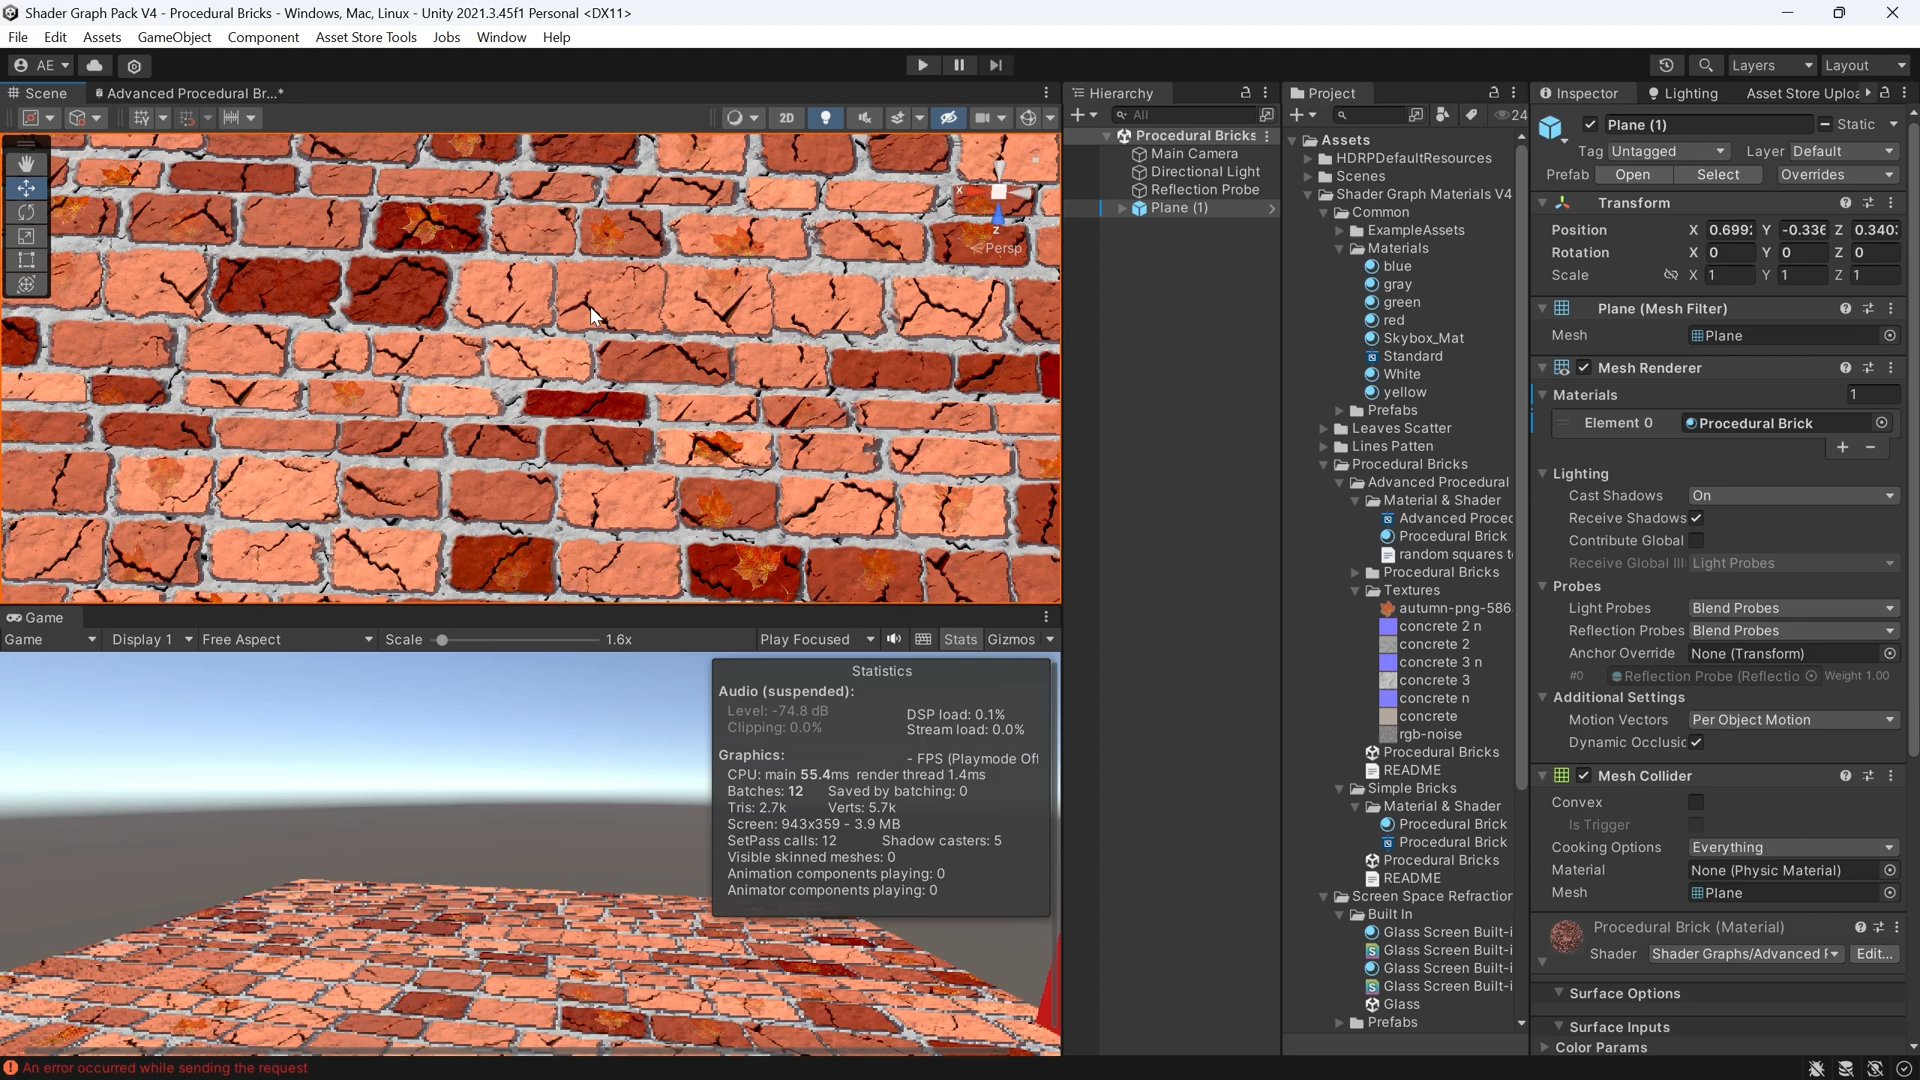 Shader Graph Pack V4 - Procedural Bricks - Windows, Mac, Linux - Unity 2021.3.45f1 Personal <DX11>
File Edit Assets GameObject Component Asset Store Tools Jobs Window Help
AE
Layers
Layout
Scene
Advanced Procedural Br...*
2D
x
z
Persp
Game
Game
Display 1
Free Aspect
Scale
1.6x
Play Focused
Stats
Gizmos
Statistics
Audio (suspended):
Level: -74.8 dB
DSP load: 0.1%
Clipping: 0.0%
Stream load: 0.0%
Graphics:
- FPS (Playmode Off
CPU: main 55.4ms render thread 1.4ms
Batches: 12 Saved by batching: 0
Tris: 2.7k Verts: 5.7k
Screen: 943x359 - 3.9 MB
SetPass calls: 12 Shadow casters: 5
Visible skinned meshes: 0
Animation components playing: 0
Animator components playing: 0
Hierarchy
All
Procedural Bricks
Main Camera
Directional Light
Reflection Probe
Plane (1)
Project
24
Assets
HDRPDefaultResources
Scenes
Shader Graph Materials V4
Common
ExampleAssets
Materials
blue
gray
green
red
Skybox_Mat
Standard
White
yellow
Prefabs
Leaves Scatter
Lines Patten
Procedural Bricks
Advanced Procedural
Material & Shader
Advanced Proced
Procedural Brick
random squares t
Procedural Bricks
Textures
autumn-png-586
concrete 2 n
concrete 2
concrete 3 n
concrete 3
concrete n
concrete
rgb-noise
Procedural Bricks
README
Simple Bricks
Material & Shader
Procedural Brick
Procedural Brick
Procedural Bricks
README
Screen Space Refraction
Built In
Glass Screen Built-i
Glass Screen Built-i
Glass Screen Built-i
Glass Screen Built-i
Glass
Prefabs
Inspector
Lighting
Asset Store Uploa
Plane (1)
Static
Tag Untagged
Layer Default
Prefab Open Select Overrides
Transform
Position X 0.699 Y -0.336 Z 0.340
Rotation X 0 Y 0 Z 0
Scale X 1 Y 1 Z 1
Plane (Mesh Filter)
Mesh Plane
Mesh Renderer
Materials 1
Element 0 Procedural Brick
Lighting
Cast Shadows On
Receive Shadows
Contribute Global
Receive Global Ill Light Probes
Probes
Light Probes Blend Probes
Reflection Probes Blend Probes
Anchor Override None (Transform)
#0 Reflection Probe (Reflectio Weight 1.00
Additional Settings
Motion Vectors Per Object Motion
Dynamic Occlusic
Mesh Collider
Convex
Is Trigger
Cooking Options Everything
Material None (Physic Material)
Mesh Plane
Procedural Brick (Material)
Shader Shader Graphs/Advanced F Edit...
Surface Options
Surface Inputs
Color Params
An error occurred while sending the request